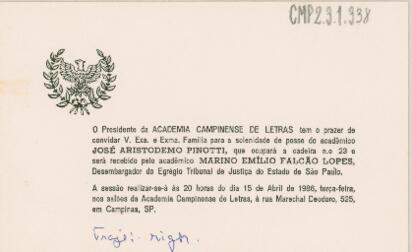 CMP2.3.1.338
O Presidente da ACADEMIA CAMPINENSE DE LETRAS tem o prazer de
convidar V. Exa. e Exma. Família para a solenidade de posse do acadêmico
JOSÉ ARISTODEMO PINOTTI, que ocupará a cadeira n.o 23 e
será recebido pelo acadêmico MARINO EMÍLIO FALCÃO LOPES,
Desembargador do Egrégio Tribunal de Justiça do Estado de São Paulo.
A sessão realizar-se-á às 20 horas do dia 15 de Abril de 1986, terça-feira,
nos salões da Academia Campinense de Letras, à rua Marechal Deodoro, 525,
em Campinas, SP.